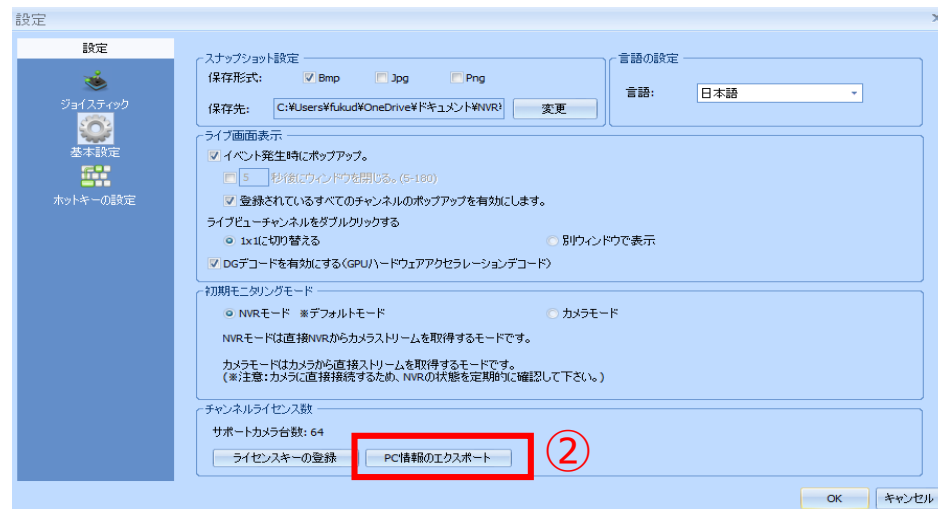 設定
設定
ジョイスティック
基本設定
ホットキーの設定
スナップショット設定
保存形式: Bmp Jpg Png
保存先: C:¥Users¥fukud¥OneDrive¥ドキュメント¥NVR 変更
言語の設定
言語: 日本語
ライブ画面表示
イベント発生時にポップアップ。
5 秒後にウィンドウを閉じる。(5-180)
登録されているすべてのチャンネルのポップアップを有効にします。
ライブビューチャンネルをダブルクリックする
1x1に切り替える 別ウィンドウで表示
DGデコードを有効にする(GPUハードウェアアクセラレーションデコード)
初期モニタリングモード
NVRモード ※デフォルトモード カメラモード
NVRモードは直接NVRからカメラストリームを取得するモードです。
カメラモードはカメラから直接ストリームを取得するモードです。
(※注意:カメラに直接接続するため、NVRの状態を定期的に確認して下さい。)
チャンネルライセンス数
サポートカメラ台数: 64
ライセンスキーの登録 PC情報のエクスポート ②
OK キャンセル